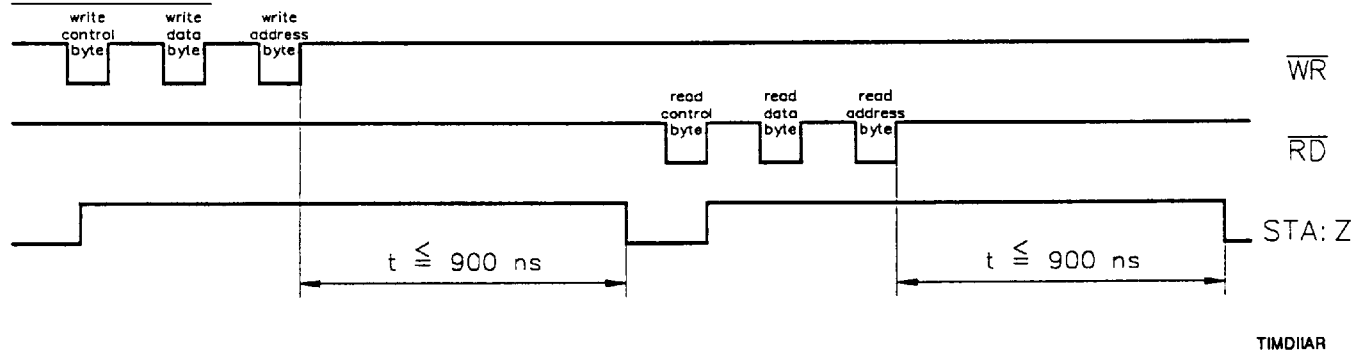 write
control
byte
write
data
byte
write
address
byte
WR
read
control
byte
read
data
byte
read
address
byte
RD
STA: Z
t ≦ 900 ns
t ≦ 900 ns
TIMDIIAR